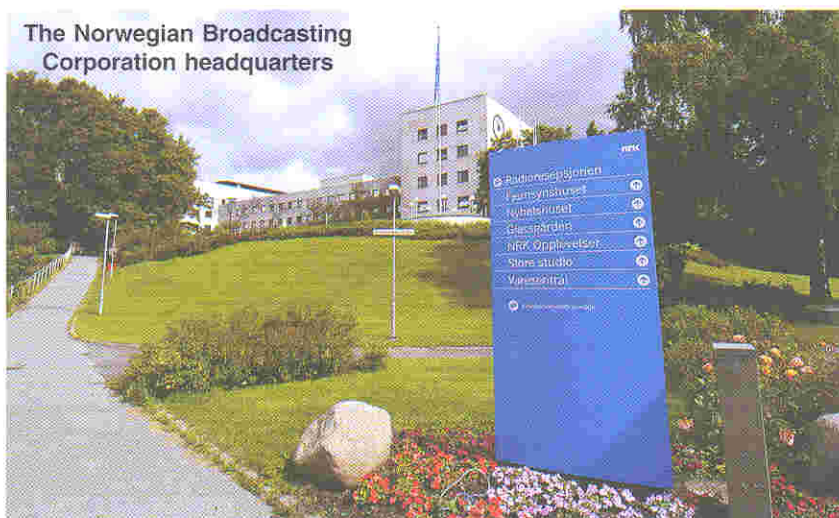 The Norwegian Broadcasting
Corporation headquarters
NRK
Radioresepsjonen
Fjernsynshuset
Nyhetshuset
Glassgården
NRK Opplevelser
Store studio
Varesentral